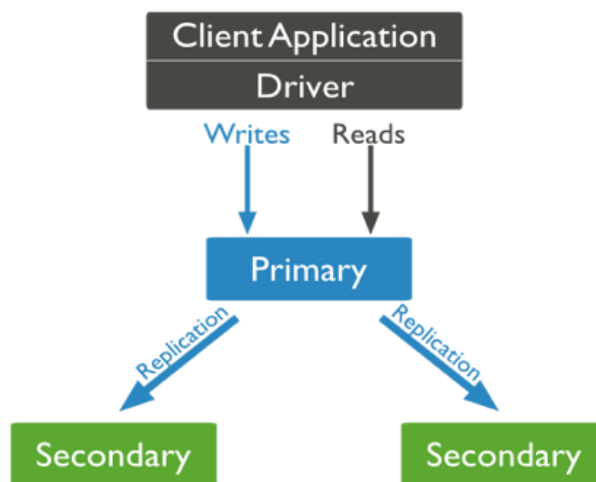 Client Application
Driver
Writes Reads
Primary
Replication Replication
Secondary Secondary